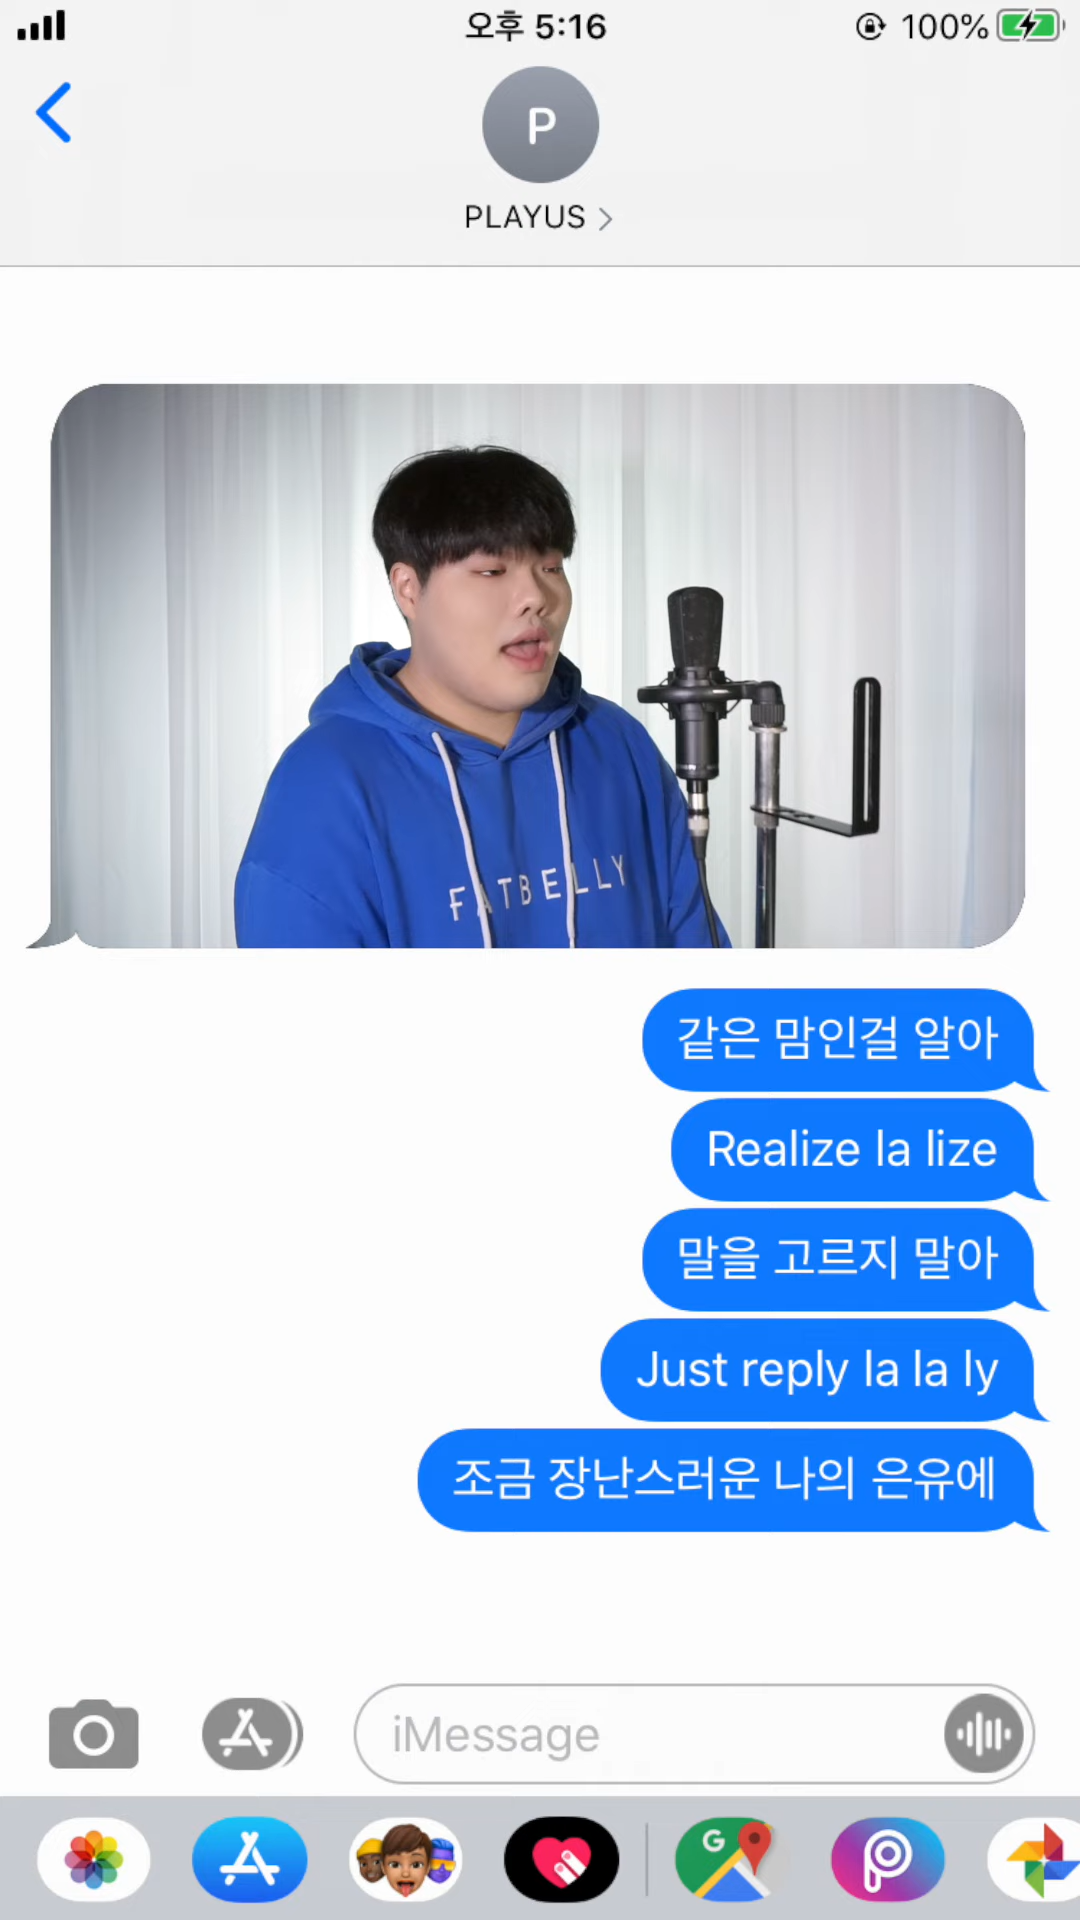 오후 5:16
100%
P
PLAYUS
FATBELLY
같은 맘인걸 알아
Realize la lize
말을 고르지 말아
Just reply la la ly
조금 장난스러운 나의 은유에
iMessage
G